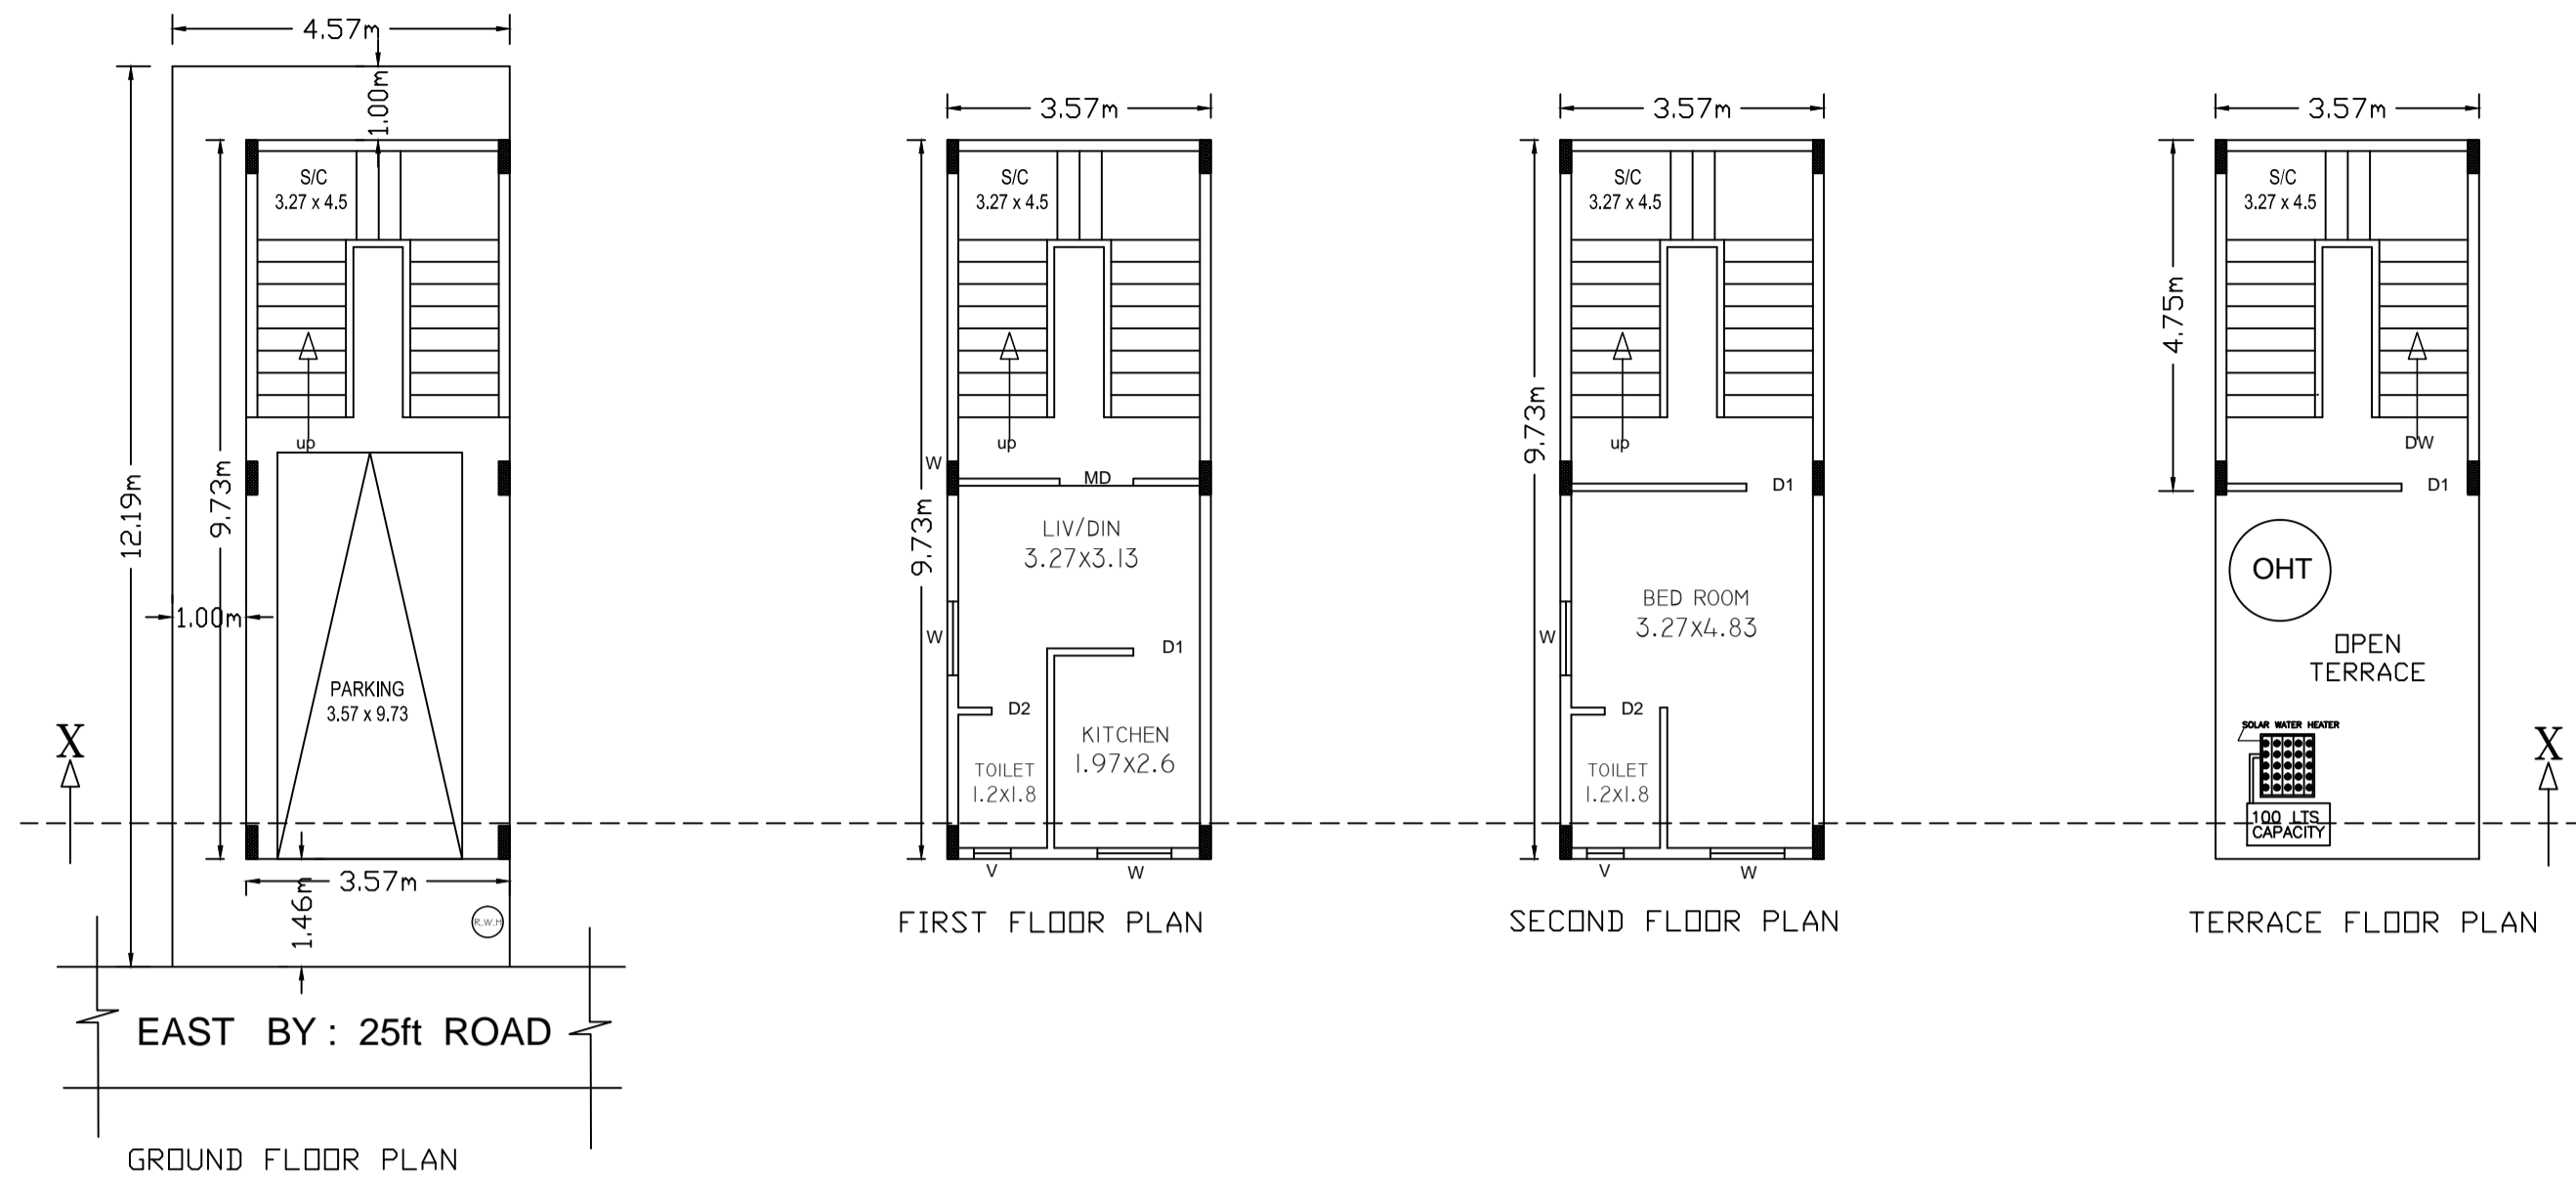 4.57m
1.00m
12.19m
9.73m
S/C
3.27 x 4.5
up
1.00m
PARKING
3.57 x 9.73
X
3.57m
1.46m
R.W.H
EAST BY : 25ft ROAD
GROUND FLOOR PLAN
3.57m
9.73m
S/C
3.27 x 4.5
up
W
MD
LIV/DIN
3.27x3.13
W
D1
D2
KITCHEN
1.97x2.6
TOILET
1.2x1.8
V
W
FIRST FLOOR PLAN
3.57m
9.73m
S/C
3.27 x 4.5
up
D1
BED ROOM
3.27x4.83
W
D2
TOILET
1.2x1.8
V
W
SECOND FLOOR PLAN
3.57m
4.75m
S/C
3.27 x 4.5
DW
D1
OHT
OPEN
TERRACE
SOLAR WATER HEATER
100 LTS
CAPACITY
X
TERRACE FLOOR PLAN